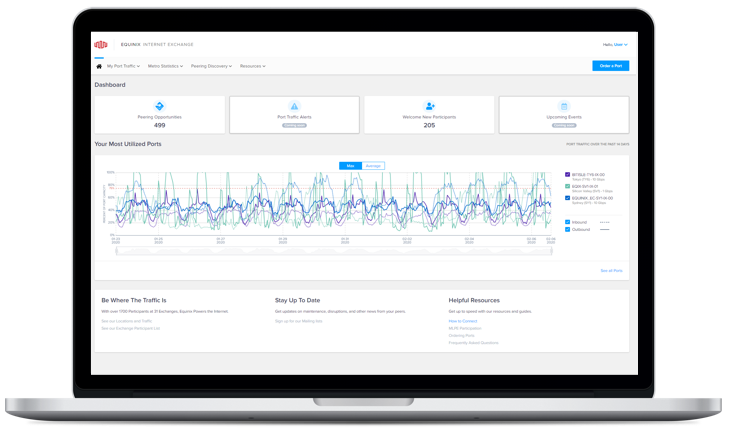 EQUINIX INTERNET EXCHANGE
Hello, User
My Port Traffic
Metro Statistics
Peering Discovery
Resources
Order a Port
Dashboard
Peering Opportunities
499
Port Traffic Alerts
Coming soon
Welcome New Participants
205
Upcoming Events
Coming soon
Your Most Utilized Ports
PORT TRAFFIC OVER THE PAST 14 DAYS
Max
Average
Inbound
Outbound
See all Ports
Be Where The Traffic Is
With over 1700 Participants at 37 Exchanges, Equinix Powers the Internet.
See our Locations and Traffic
See our Exchange Participant List
Stay Up To Date
Get updates on maintenance, disruptions, and other news from your peers.
Sign up for our Mailing lists
Helpful Resources
Get up to speed with our resources and guides.
How to Connect
MLPE Participation
Ordering Ports
Frequently Asked Questions